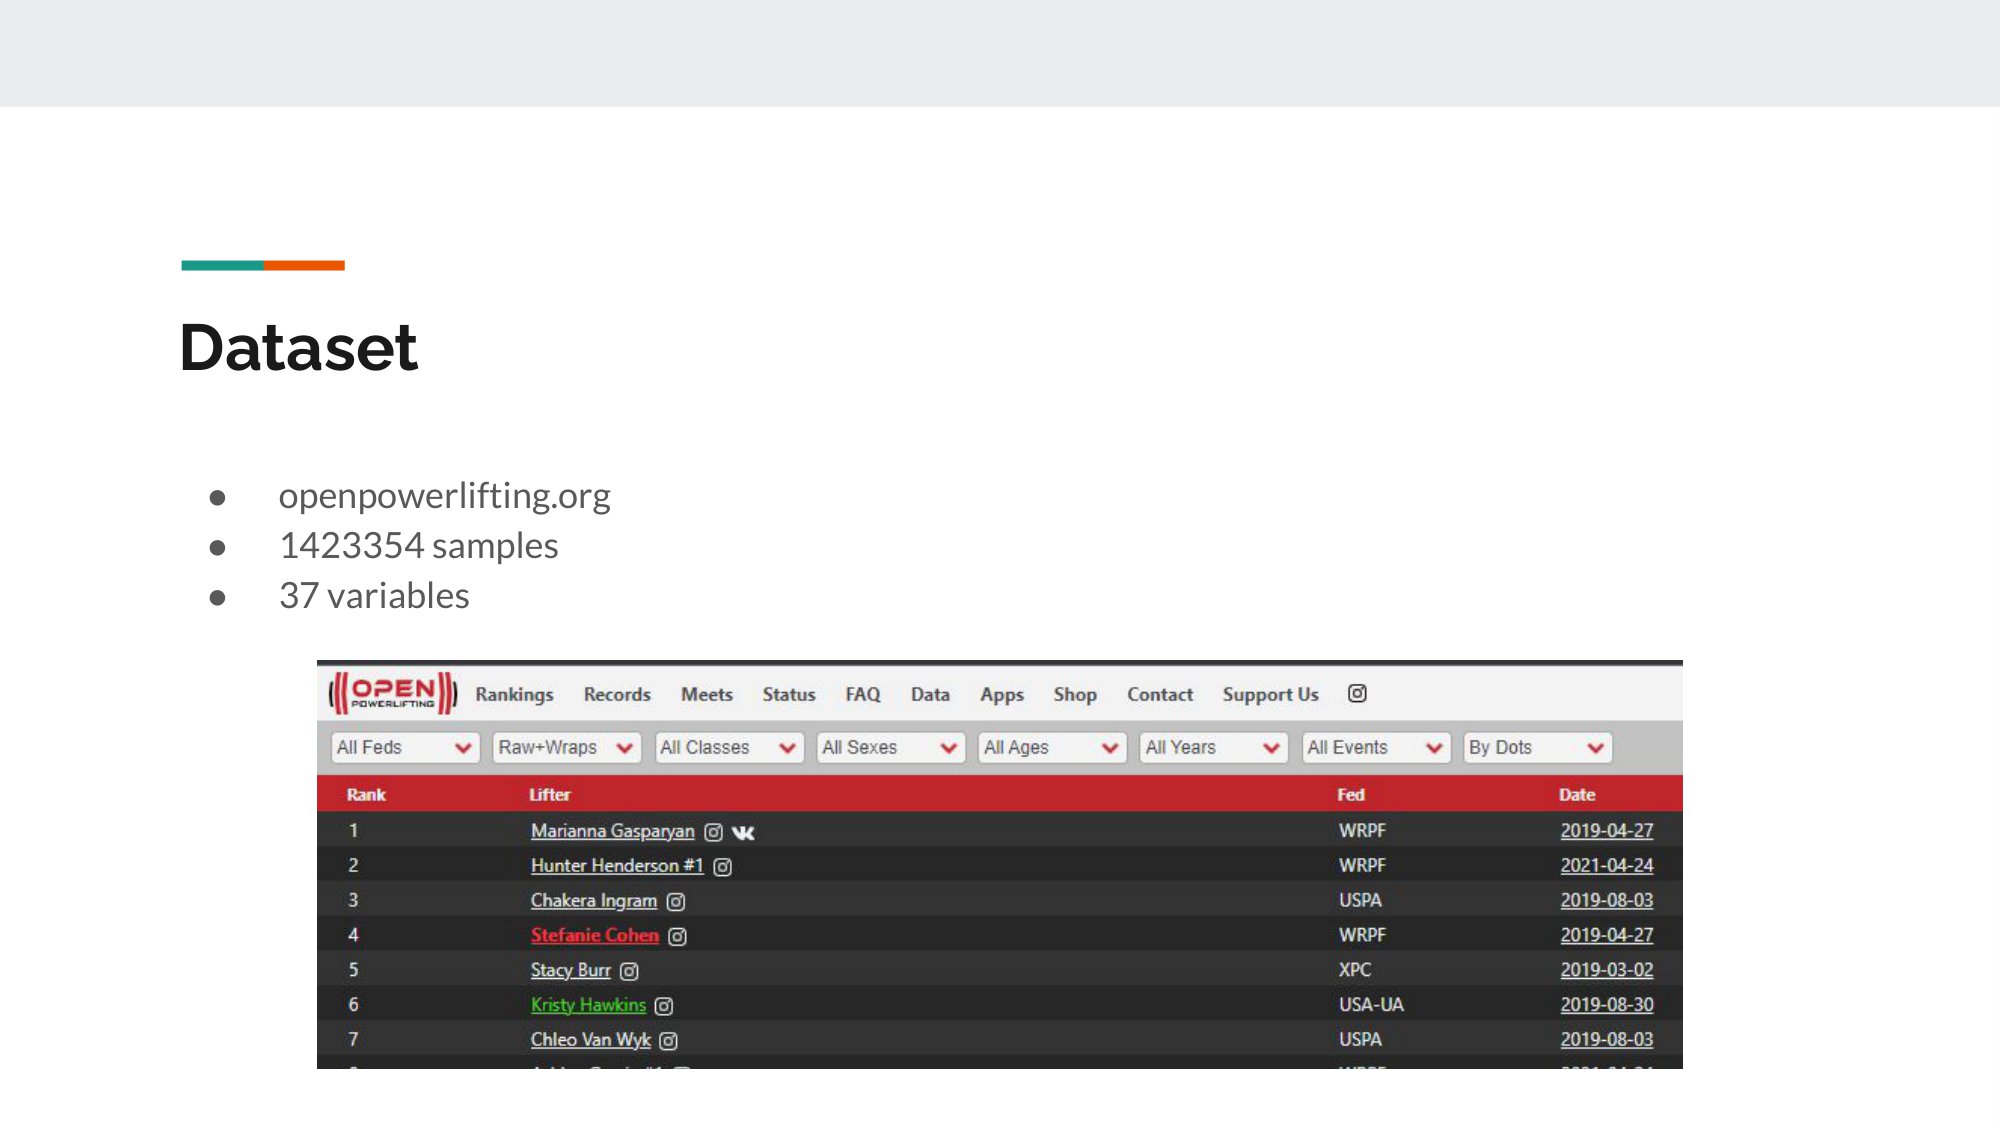 Dataset
● openpowerlifting.org
● 1423354 samples
● 37 variables
OPEN POWERLIFTING Rankings Records Meets Status FAQ Data Apps Shop Contact Support Us
All Feds Raw+Wraps All Classes All Sexes All Ages All Years All Events By Dots
Rank Lifter Fed Date
1 Marianna Gasparyan WRPF 2019-04-27
2 Hunter Henderson #1 WRPF 2021-04-24
3 Chakera Ingram USPA 2019-08-03
4 Stefanie Cohen WRPF 2019-04-27
5 Stacy Burr XPC 2019-03-02
6 Kristy Hawkins USA-UA 2019-08-30
7 Chleo Van Wyk USPA 2019-08-03